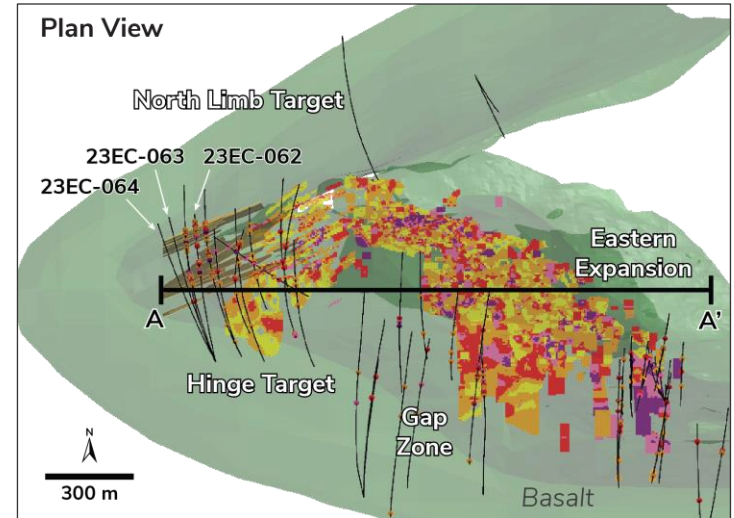 Plan View
North Limb Target
23EC-063 23EC-062
23EC-064
Eastern
Expansion
A
A'
Hinge Target
Gap
Zone
N
300 m
Basalt